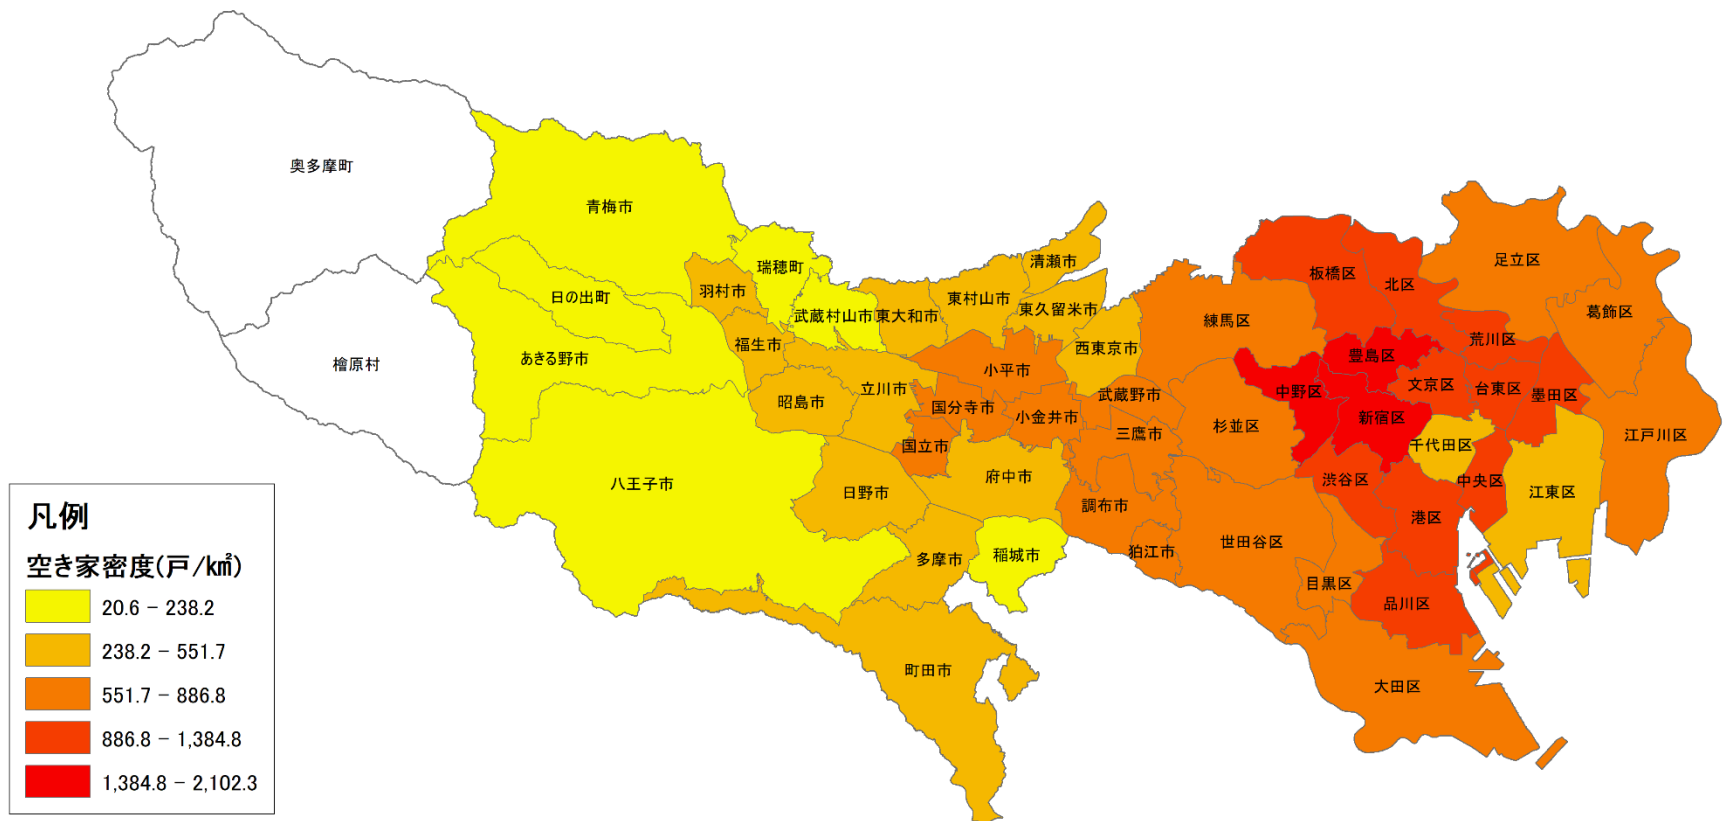 奥多摩町
青梅市
瑞穂町
清瀬市
足立区
板橋区
北区
羽村市
日の出町
東村山市
東久留米市
武蔵村山市
東大和市
練馬区
葛飾区
荒川区
福生市
あきる野市
檜原村
西東京市
豊島区
小平市
立川市
中野区
文京区
台東区
墨田区
武蔵野市
昭島市
国分寺市
小金井市
新宿区
杉並区
三鷹市
江戸川区
国立市
千代田区
府中市
八王子市
日野市
渋谷区
中央区
江東区
調布市
港区
世田谷区
狛江市
稲城市
多摩市
目黒区
品川区
町田市
大田区
凡例
空き家密度(戸/k㎡)
20.6 − 238.2
238.2 − 551.7
551.7 − 886.8
886.8 − 1,384.8
1,384.8 − 2,102.3